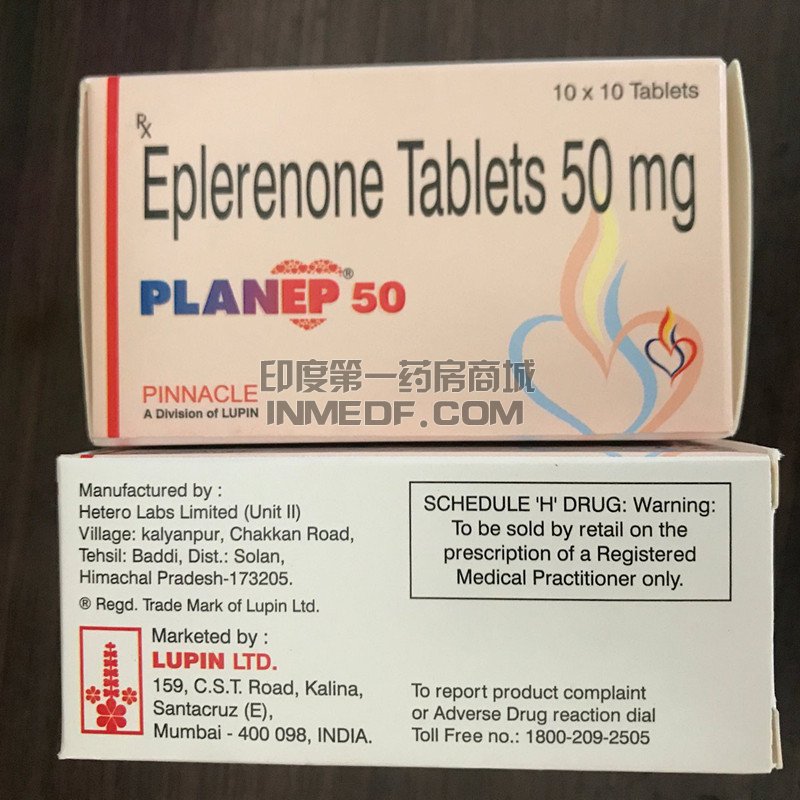 10 x 10 Tablets
Rx
Eplerenone Tablets 50 mg
PLANEP® 50
PINNACLE
A Division of LUPIN
印度第一药房商城
INMEDF.COM
Manufactured by :
Hetero Labs Limited (Unit II)
Village: kalyanpur, Chakkan Road,
Tehsil: Baddi, Dist.: Solan,
Himachal Pradesh-173205.
® Regd. Trade Mark of Lupin Ltd.
Marketed by :
LUPIN LTD.
159, C.S.T. Road, Kalina,
Santacruz (E),
Mumbai - 400 098, INDIA.
SCHEDULE 'H' DRUG: Warning:
To be sold by retail on the
prescription of a Registered
Medical Practitioner only.
To report product complaint
or Adverse Drug reaction dial
Toll Free no.: 1800-209-2505